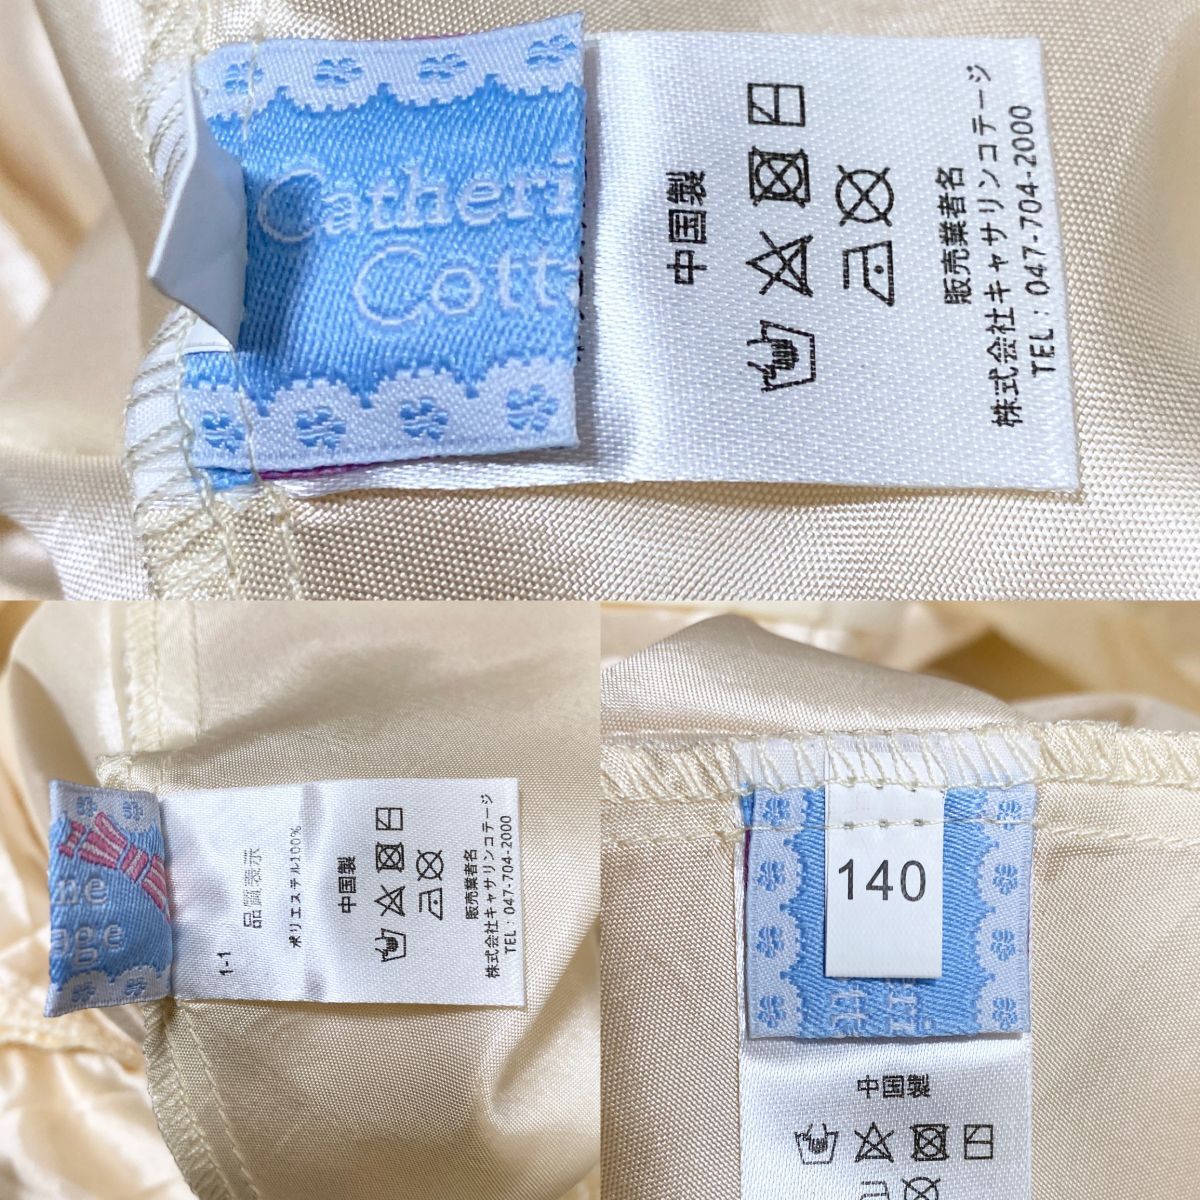 Catheri
Cott
中国製
販売業者名
株式会社キャサリンコテージ
TEL:047-704-2000
ne
age
1-1
品質表示
ポリエステル100%
中国製
販売業者名
株式会社キャサリンコテージ
TEL:047-704-2000
140
中国製